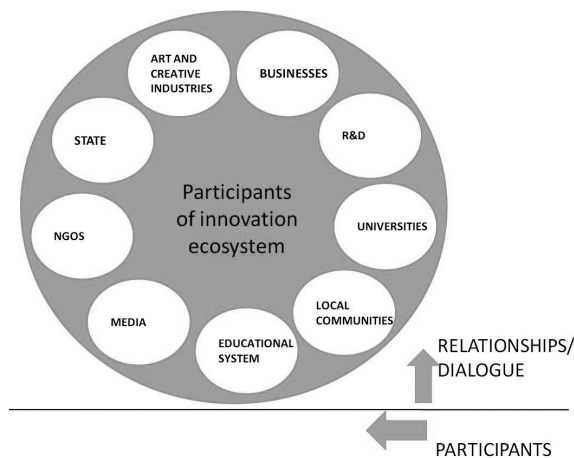 ART AND
CREATIVE
INDUSTRIES
BUSINESSES
STATE
R&D
Participants
of innovation
ecosystem
NGOS
UNIVERSITIES
MEDIA
LOCAL
COMMUNITIES
EDUCATIONAL
SYSTEM
RELATIONSHIPS/
DIALOGUE
PARTICIPANTS